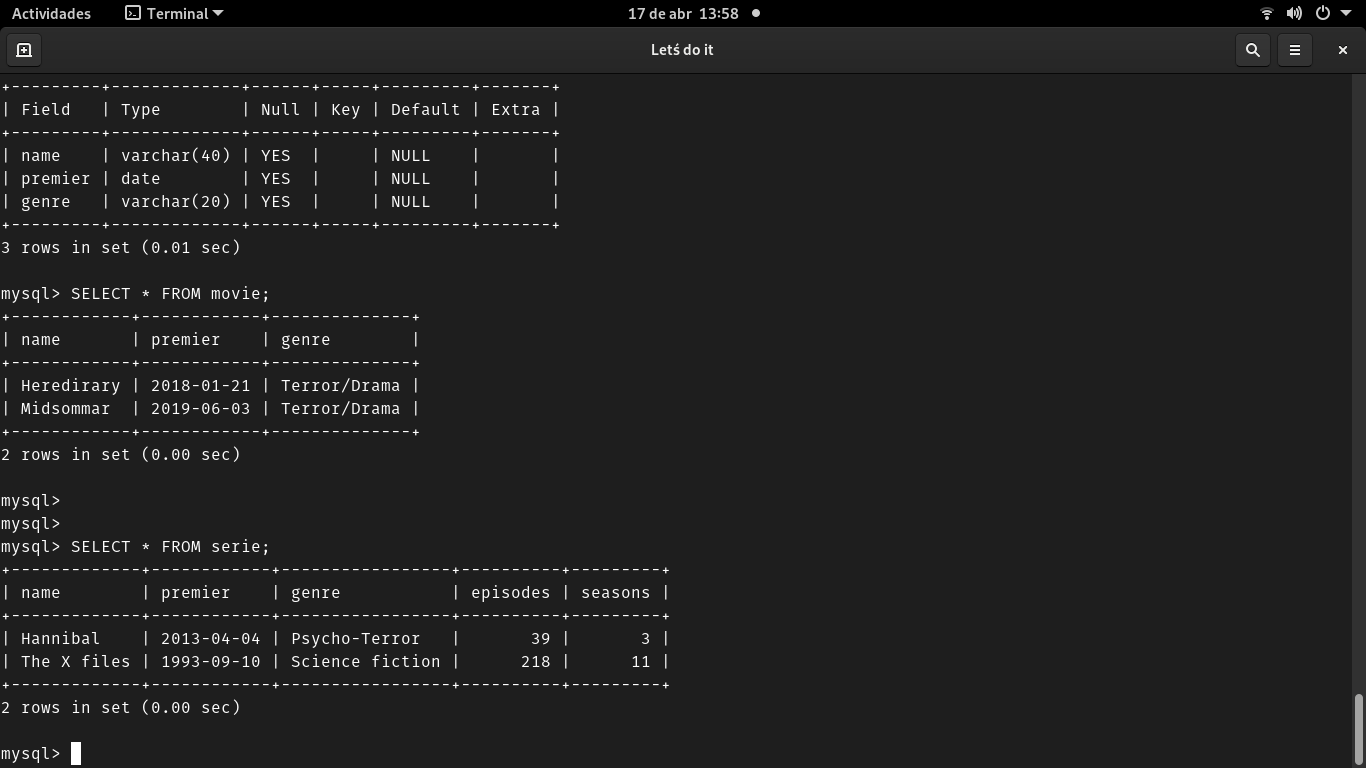 Actividades Terminal 17 de abr 13:58
Letś do it
+---------+-------------+------+-----+---------+-------+
| Field   | Type        | Null | Key | Default | Extra |
+---------+-------------+------+-----+---------+-------+
| name    | varchar(40) | YES  |     | NULL    |       |
| premier | date        | YES  |     | NULL    |       |
| genre   | varchar(20) | YES  |     | NULL    |       |
+---------+-------------+------+-----+---------+-------+
3 rows in set (0.01 sec)
mysql> SELECT * FROM movie;
+------------+------------+--------------+
| name       | premier    | genre        |
+------------+------------+--------------+
| Heredirary | 2018-01-21 | Terror/Drama |
| Midsommar  | 2019-06-03 | Terror/Drama |
+------------+------------+--------------+
2 rows in set (0.00 sec)
mysql>
mysql>
mysql> SELECT * FROM serie;
+-------------+------------+-----------------+----------+---------+
| name        | premier    | genre           | episodes | seasons |
+-------------+------------+-----------------+----------+---------+
| Hannibal    | 2013-04-04 | Psycho-Terror   |       39 |       3 |
| The X files | 1993-09-10 | Science fiction |      218 |      11 |
+-------------+------------+-----------------+----------+---------+
2 rows in set (0.00 sec)
mysql>